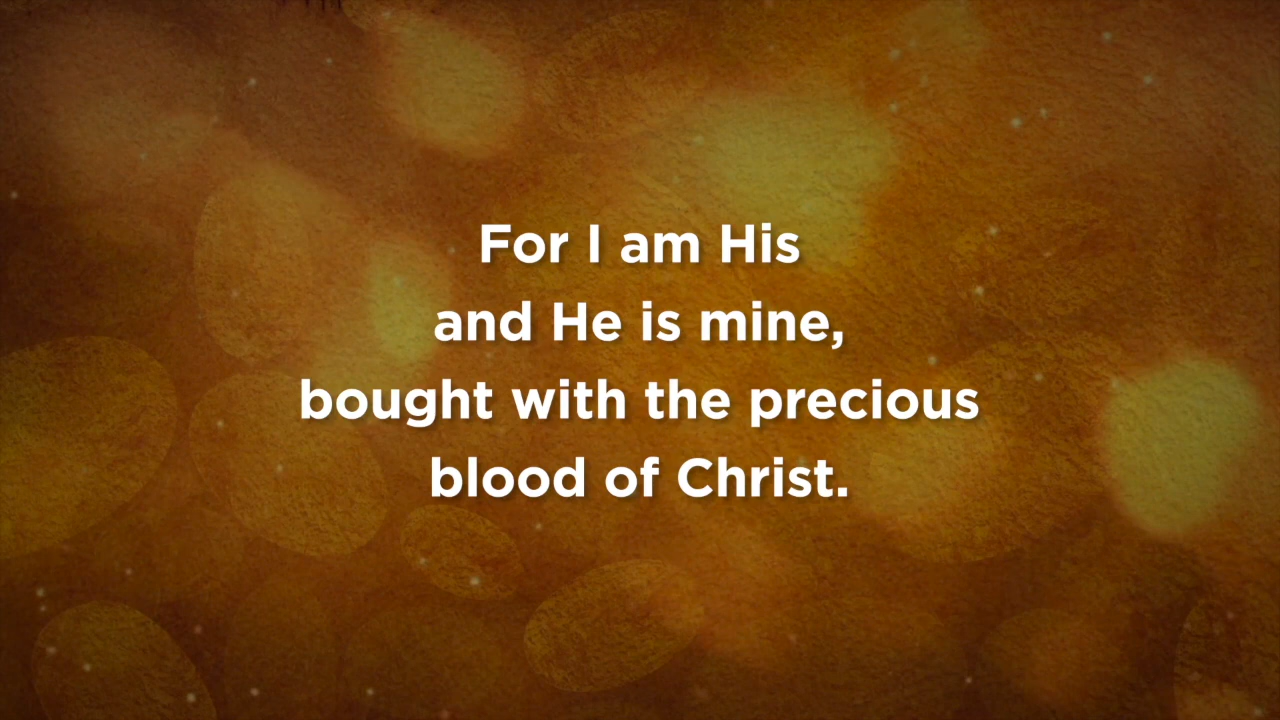 For I am His
and He is mine,
bought with the precious
blood of Christ.